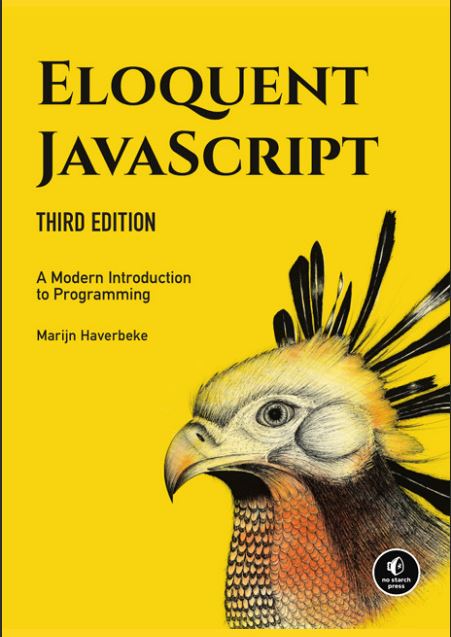 ELOQUENT
JAVASCRIPT
THIRD EDITION
A Modern Introduction
to Programming
Marijn Haverbeke
no starch
press